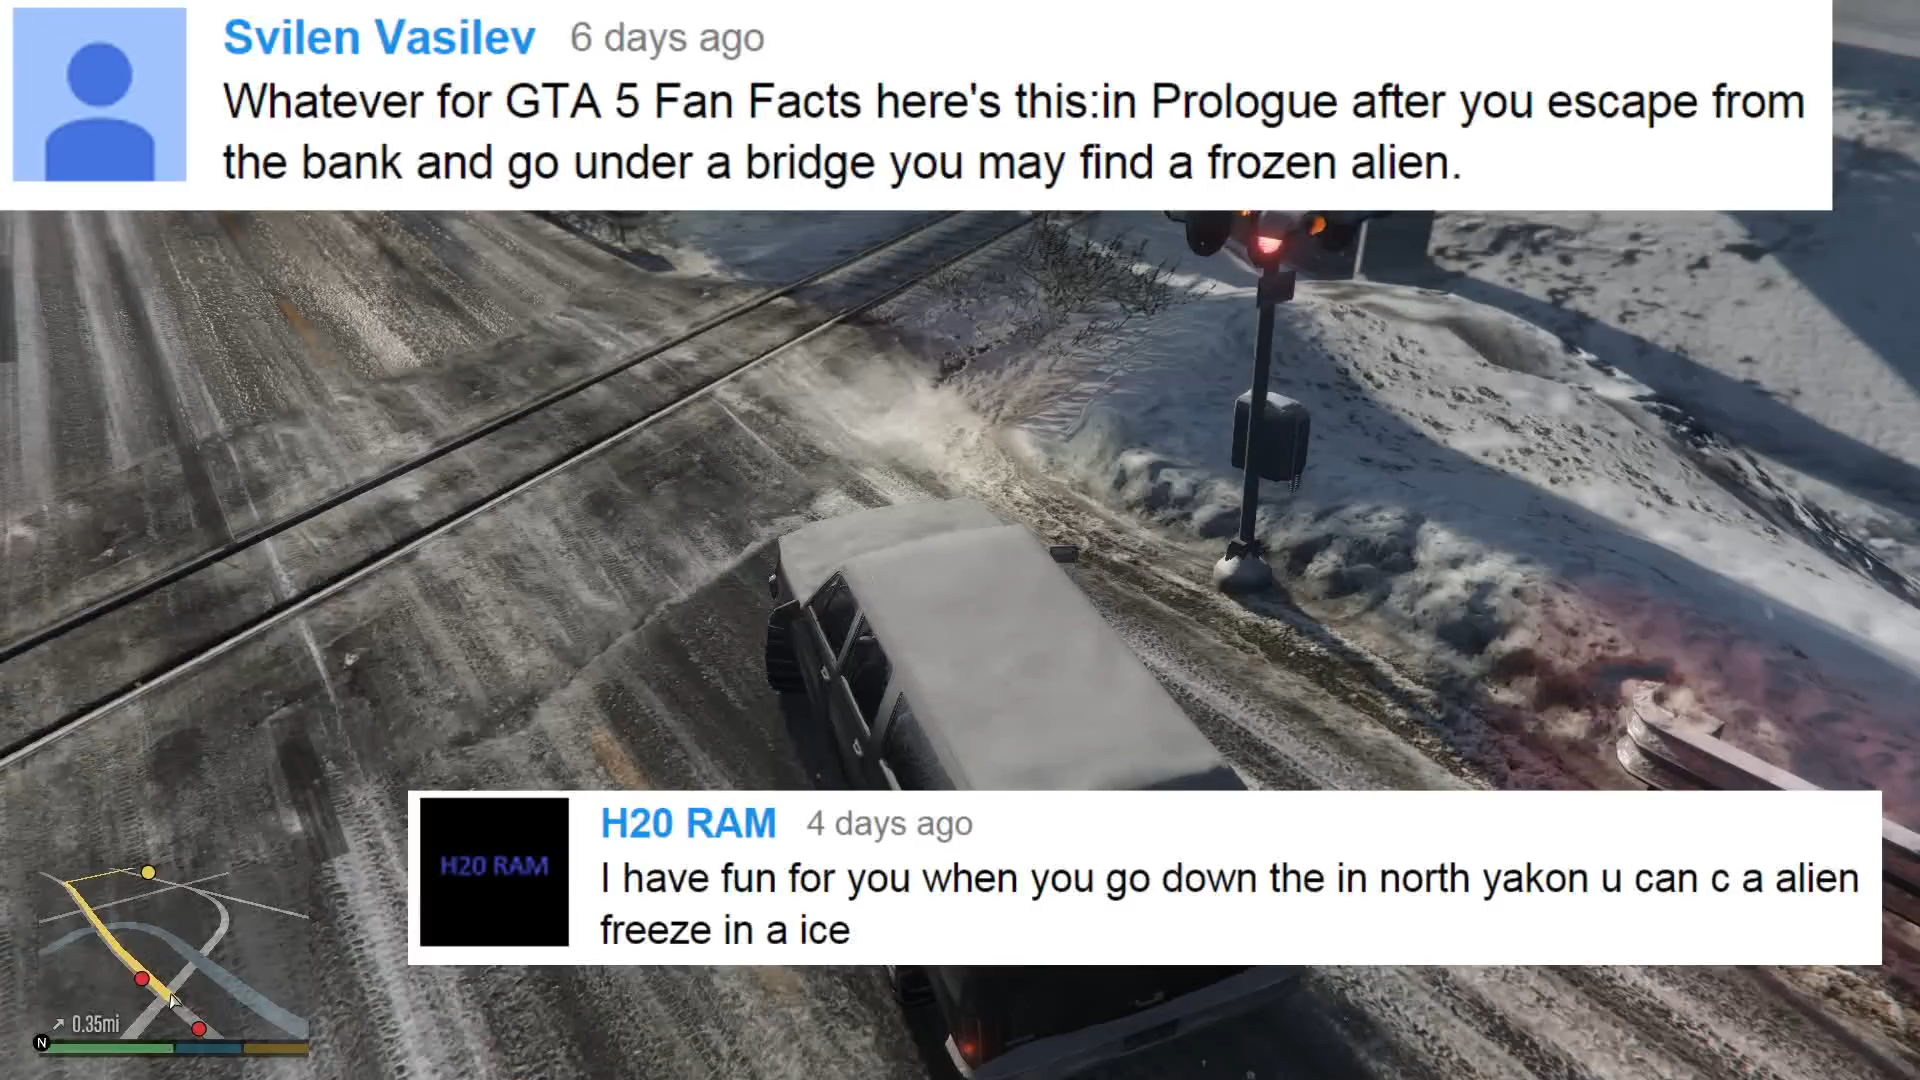 Svilen Vasilev 6 days ago
Whatever for GTA 5 Fan Facts here's this:in Prologue after you escape from
the bank and go under a bridge you may find a frozen alien.
H20 RAM
H20 RAM 4 days ago
I have fun for you when you go down the in north yakon u can c a alien
freeze in a ice
0.35mi
N